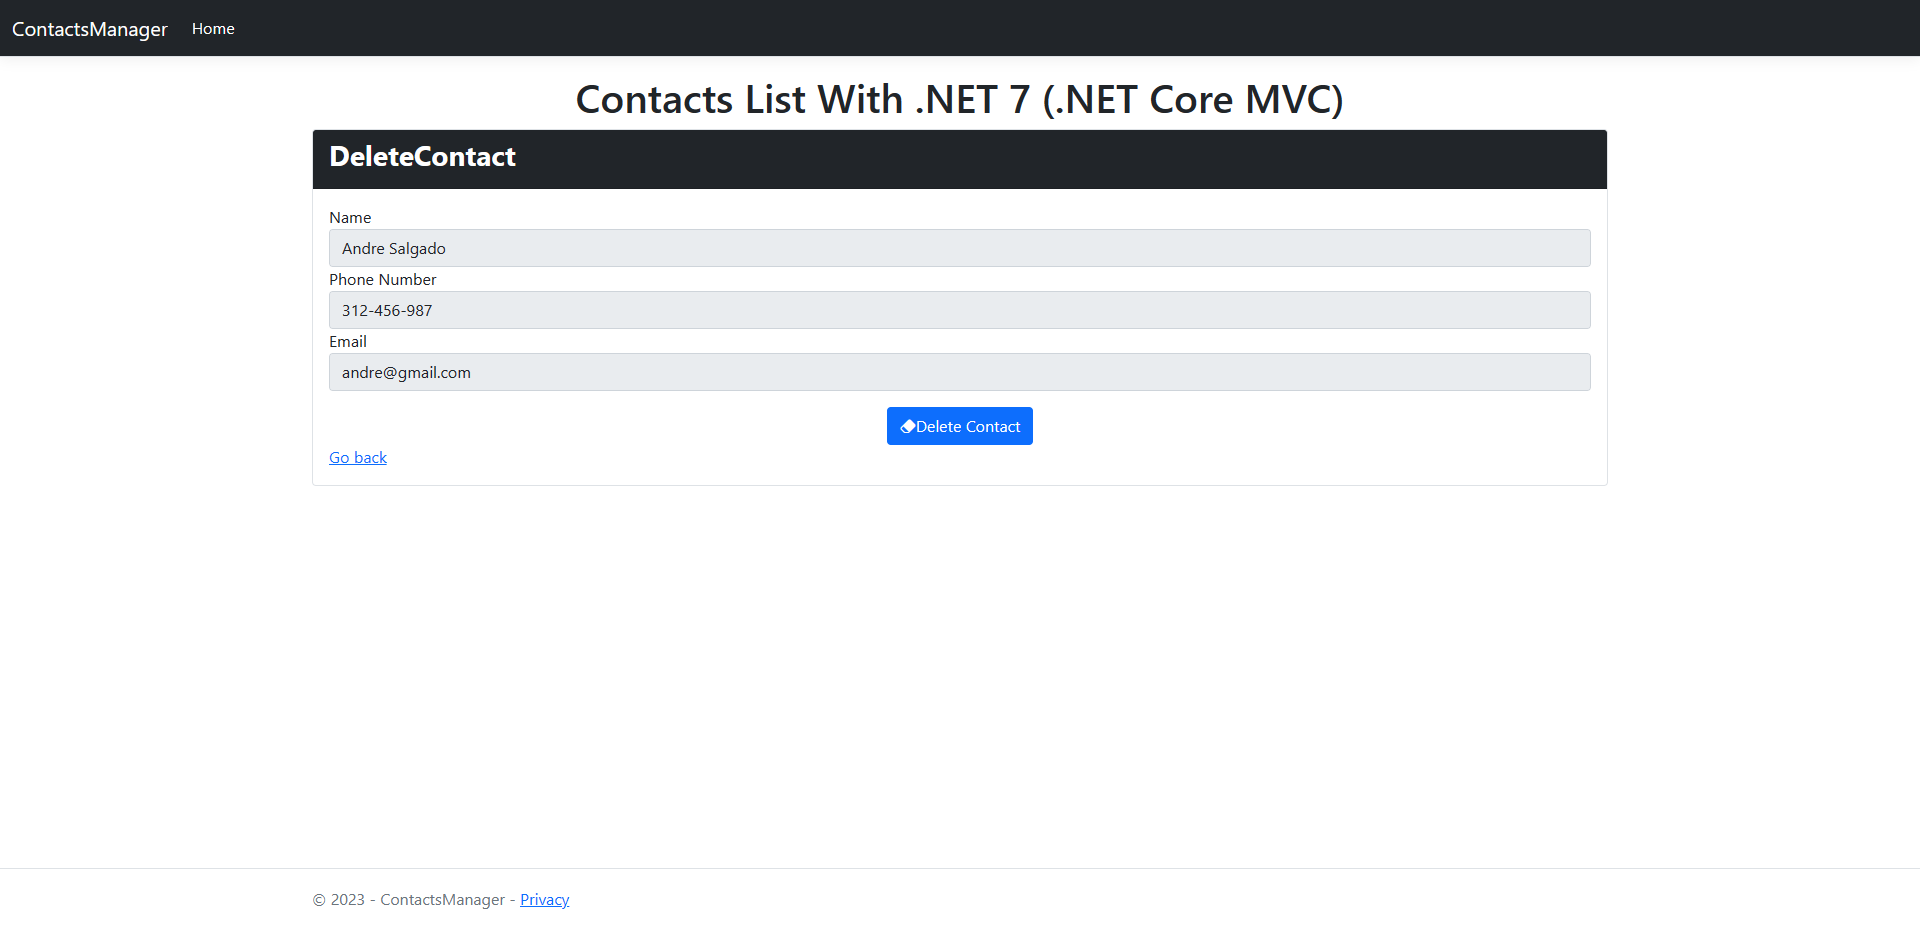 ContactsManager Home
Contacts List With .NET 7 (.NET Core MVC)
DeleteContact
Name
Andre Salgado
Phone Number
312-456-987
Email
andre@gmail.com
Delete Contact
Go back
© 2023 - ContactsManager - Privacy